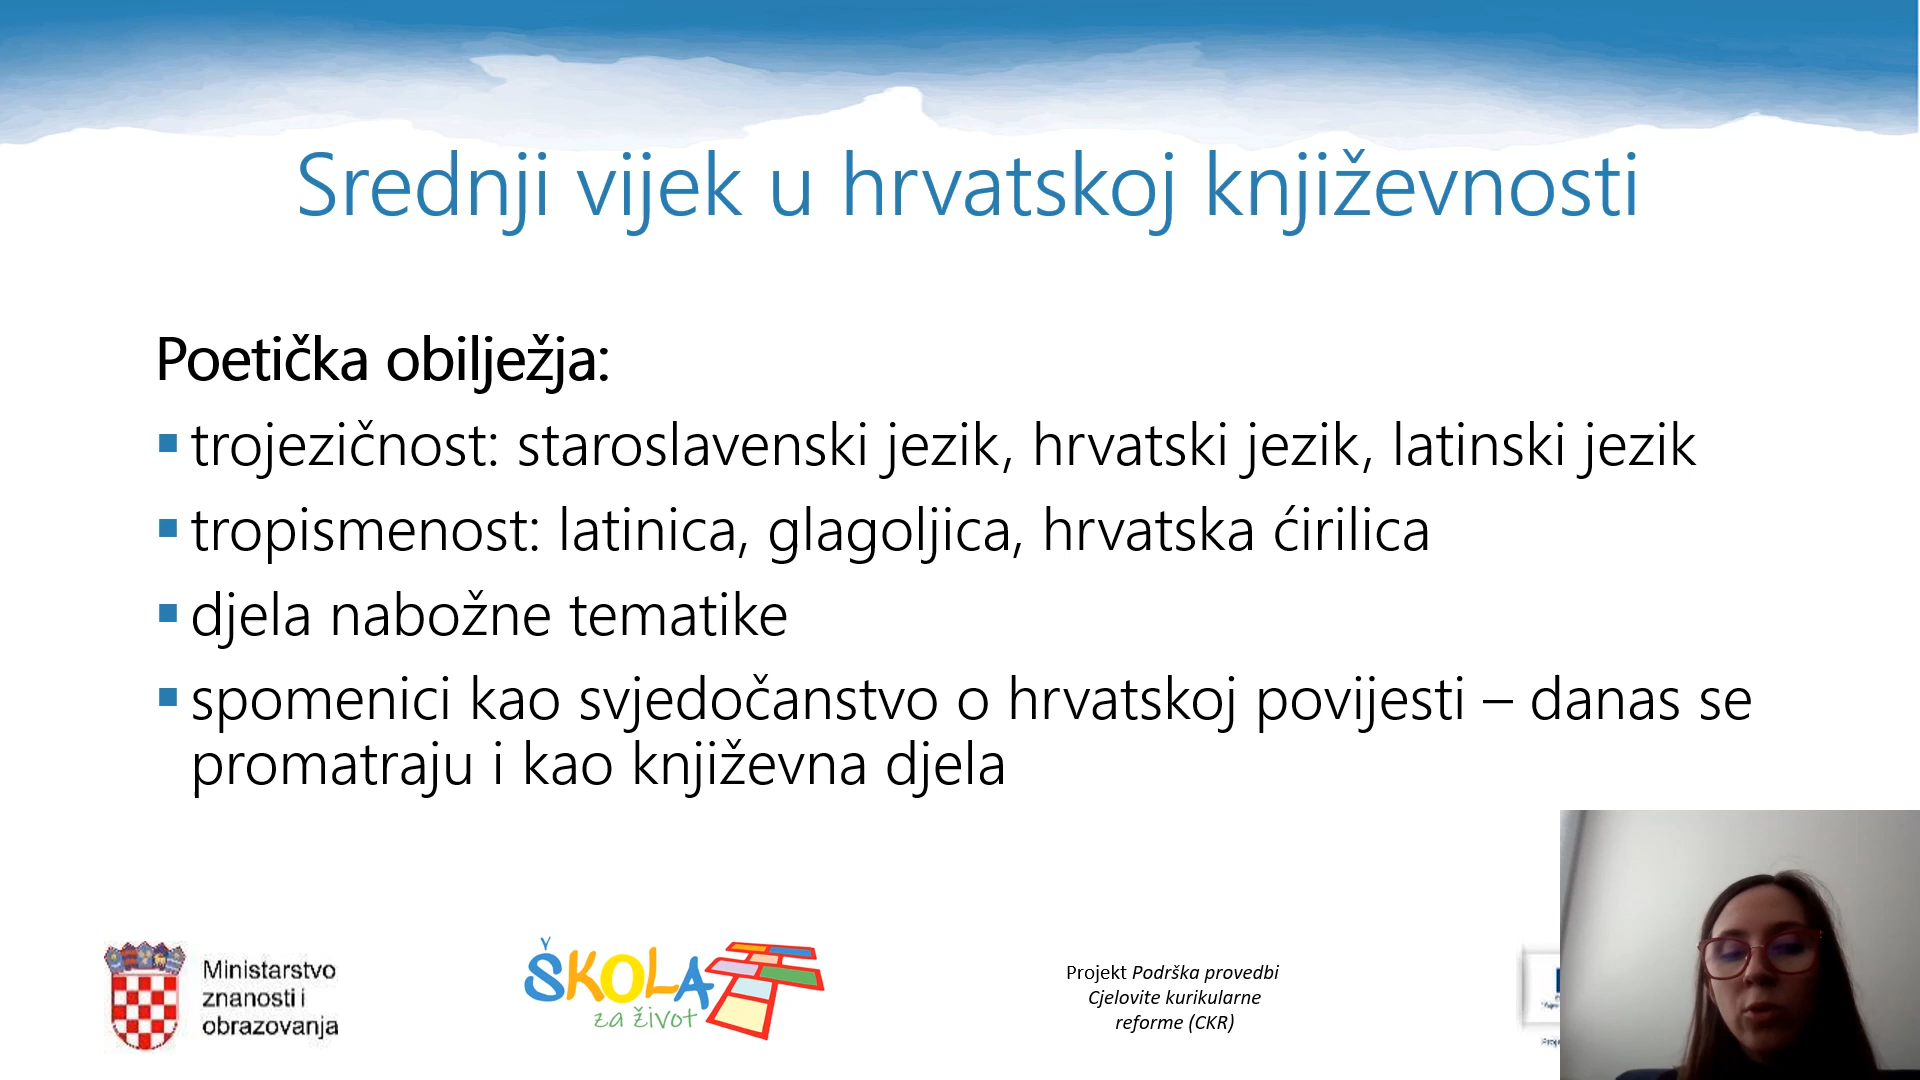 Srednji vijek u hrvatskoj književnosti
Poetička obilježja:
trojezičnost: staroslavenski jezik, hrvatski jezik, latinski jezik
tropismenost: latinica, glagoljica, hrvatska ćirilica
djela nabožne tematike
spomenici kao svjedočanstvo o hrvatskoj povijesti – danas se
promatraju i kao književna djela
Ministarstvo
znanosti i
obrazovanja
ŠKOLA
za život
Projekt Podrška provedbi
Cjelovite kurikularne
reforme (CKR)